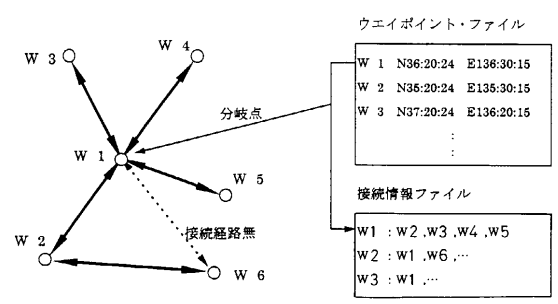 ウエイポイント・ファイル
W 1 N36:20:24 E136:30:15
W 2 N35:20:24 E135:30:15
W 3 N37:20:24 E136:20:15
⋮
⋮
W 3
W 4
分岐点
W 1
W 5
接続経路無
W 2
W 6
接続情報ファイル
W1 : W2 ,W3 ,W4 ,W5
W2 : W1 ,W6 ,…
W3 : W1 ,…